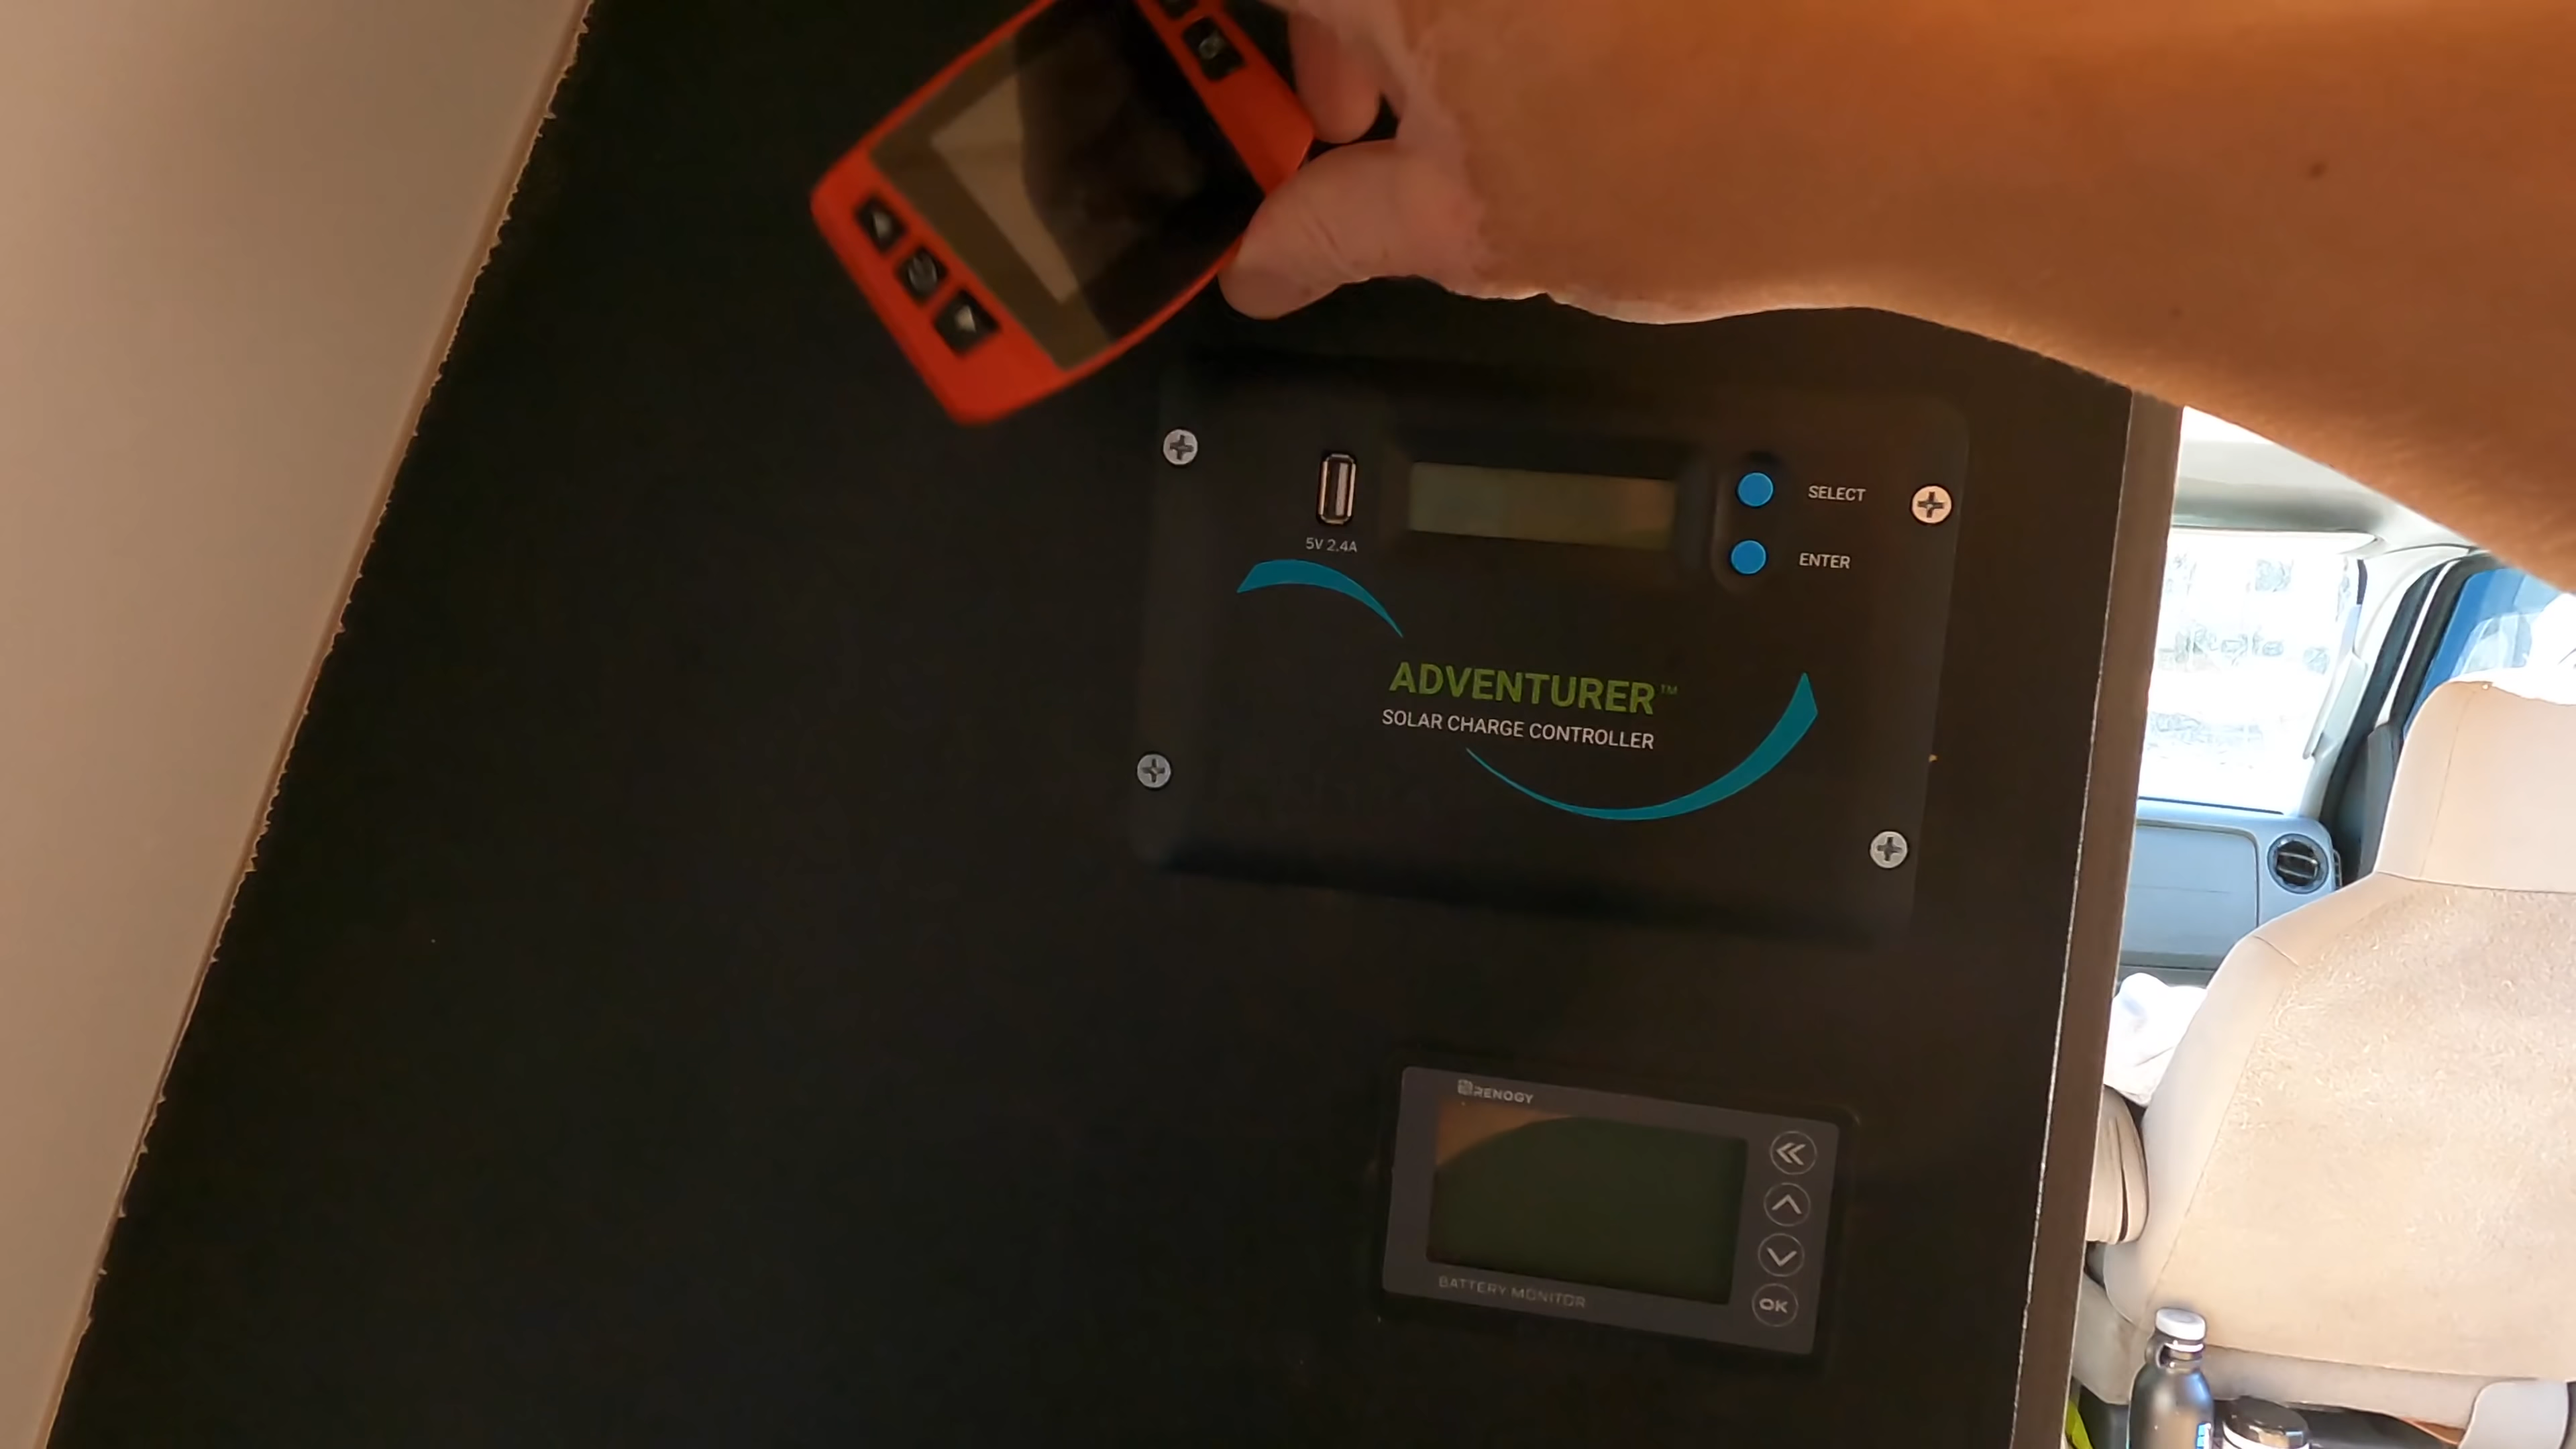 SELECT
5V 2.4A
ENTER
ADVENTURER™
SOLAR CHARGE CONTROLLER
RENOGY
BATTERY MONITOR
OK